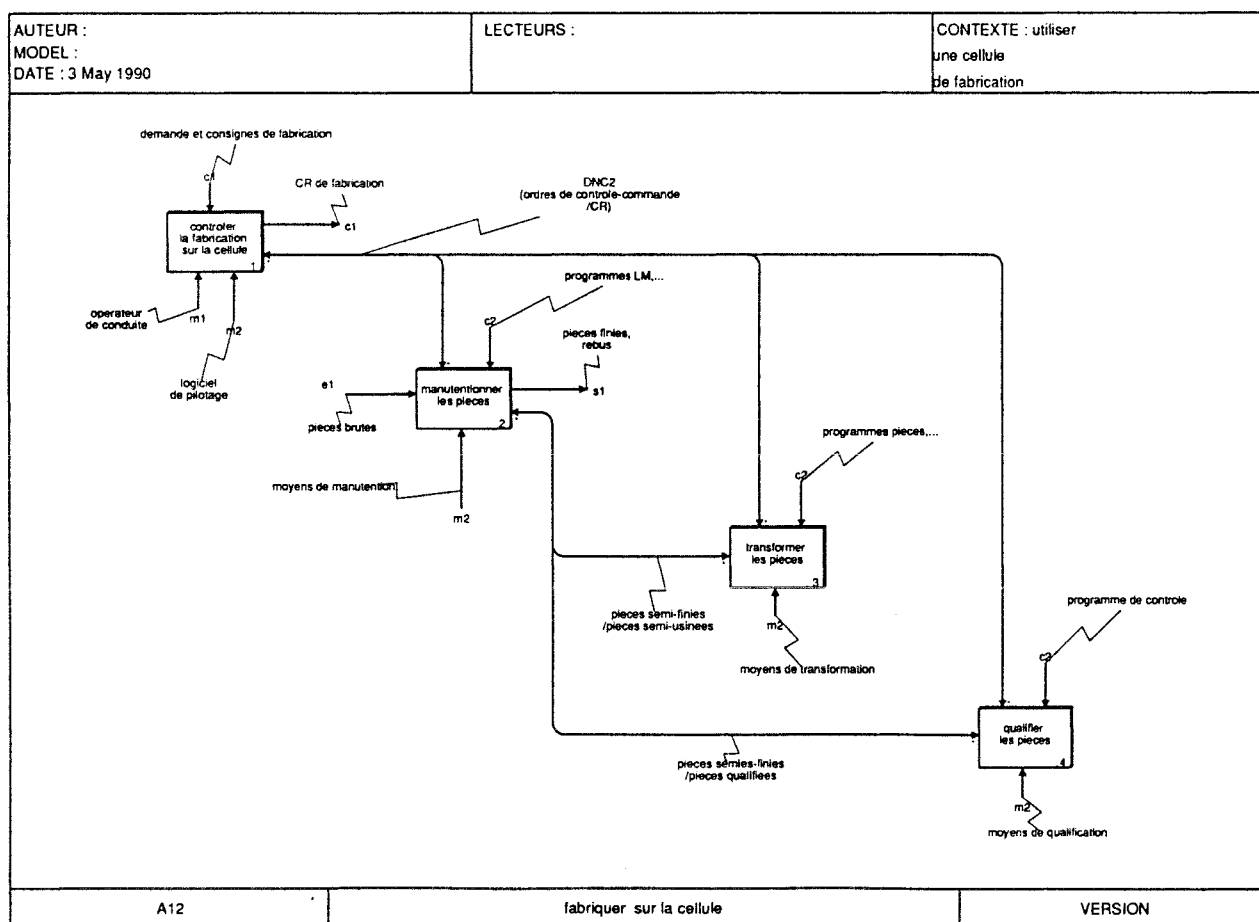 AUTEUR :
MODEL :
DATE : 3 May 1990
LECTEURS :
CONTEXTE : utiliser
une cellule
de fabrication
demande et consignes de fabrication
c1
CR de fabrication
c1
DNC2
(ordres de controle-commande
/CR)
controler
la fabrication
sur la cellule
1
operateur
de conduite
m1
m2
logiciel
de pilotage
programmes LM,...
c2
pieces finies,
rebus
s1
e1
pieces brutes
manutentionner
les pieces
2
moyens de manutention
m2
programmes pieces,...
c2
transformer
les pieces
3
pieces semi-finies
/pieces semi-usinees
m2
moyens de transformation
programme de controle
c2
qualifier
les pieces
4
pieces semies-finies
/pieces qualifiees
m2
moyens de qualification
A12
fabriquer sur la cellule
VERSION